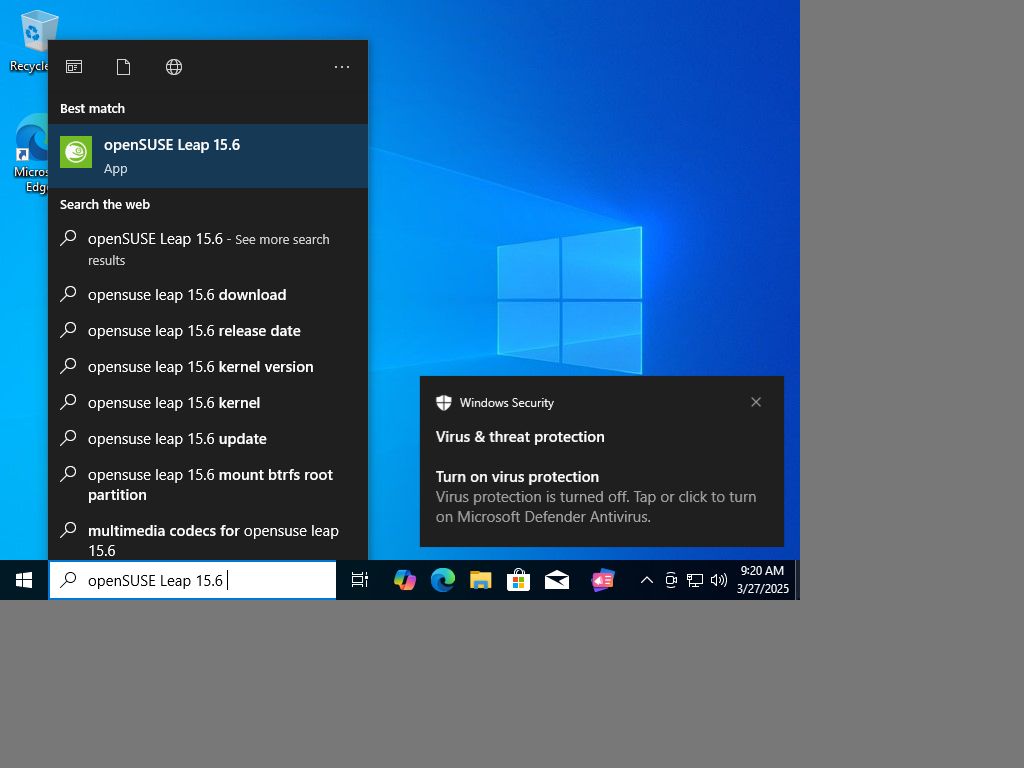 Recycle
Micros
Edge
Best match
openSUSE Leap 15.6
App
Search the web
openSUSE Leap 15.6 - See more search
results
opensuse leap 15.6 download
opensuse leap 15.6 release date
opensuse leap 15.6 kernel version
opensuse leap 15.6 kernel
opensuse leap 15.6 update
opensuse leap 15.6 mount btrfs root
partition
multimedia codecs for opensuse leap
15.6
Windows Security
Virus & threat protection
Turn on virus protection
Virus protection is turned off. Tap or click to turn
on Microsoft Defender Antivirus.
openSUSE Leap 15.6
9:20 AM
3/27/2025